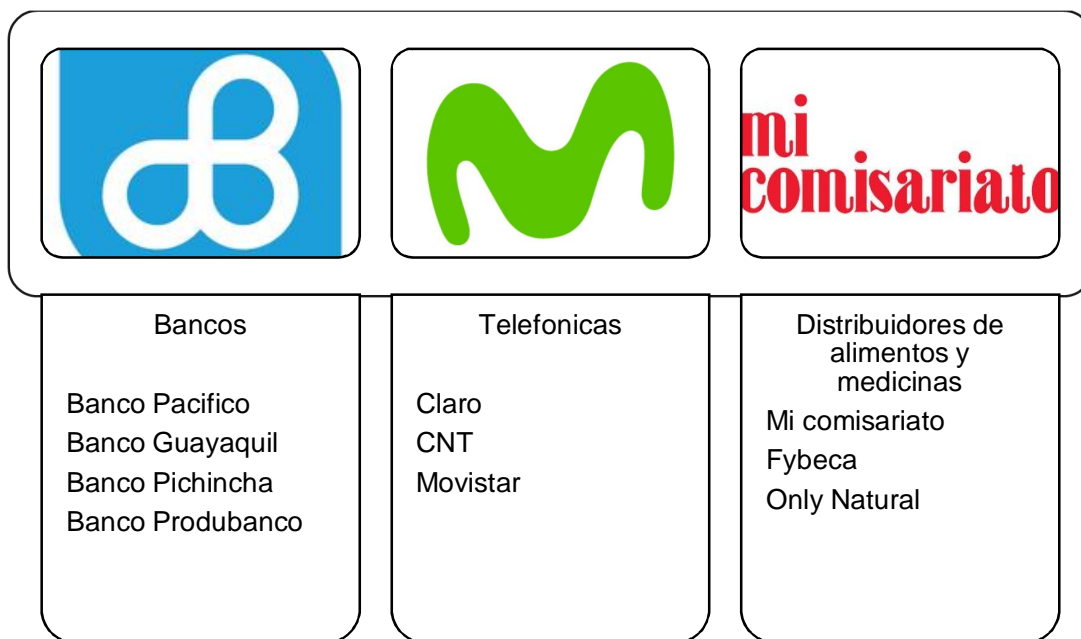 mi
comisariato
Bancos
Banco Pacifico
Banco Guayaquil
Banco Pichincha
Banco Produbanco
Telefonicas
Claro
CNT
Movistar
Distribuidores de
alimentos y
medicinas
Mi comisariato
Fybeca
Only Natural